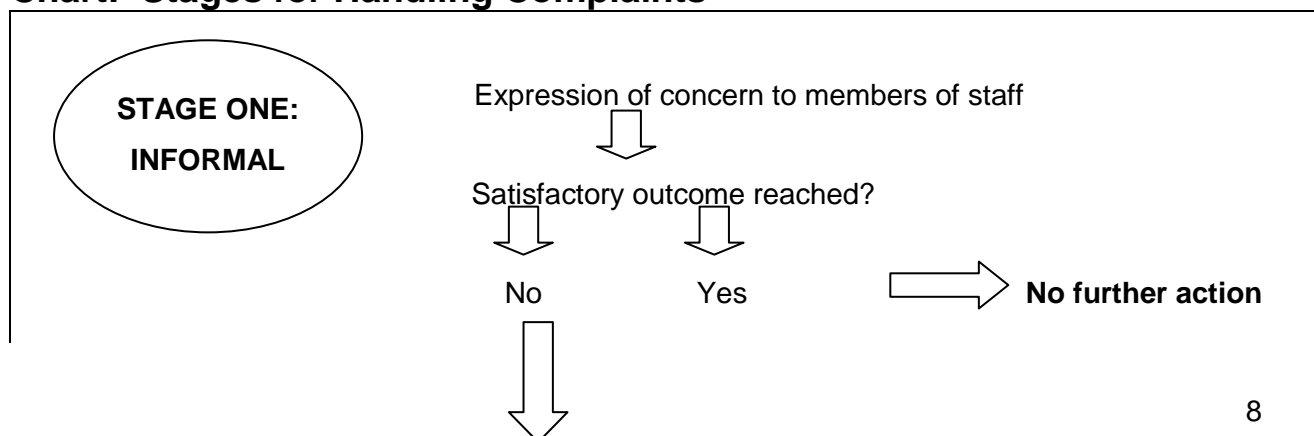 Chart: Stages for Handling Complaints
STAGE ONE:
INFORMAL
Expression of concern to members of staff
Satisfactory outcome reached?
No Yes No further action
8